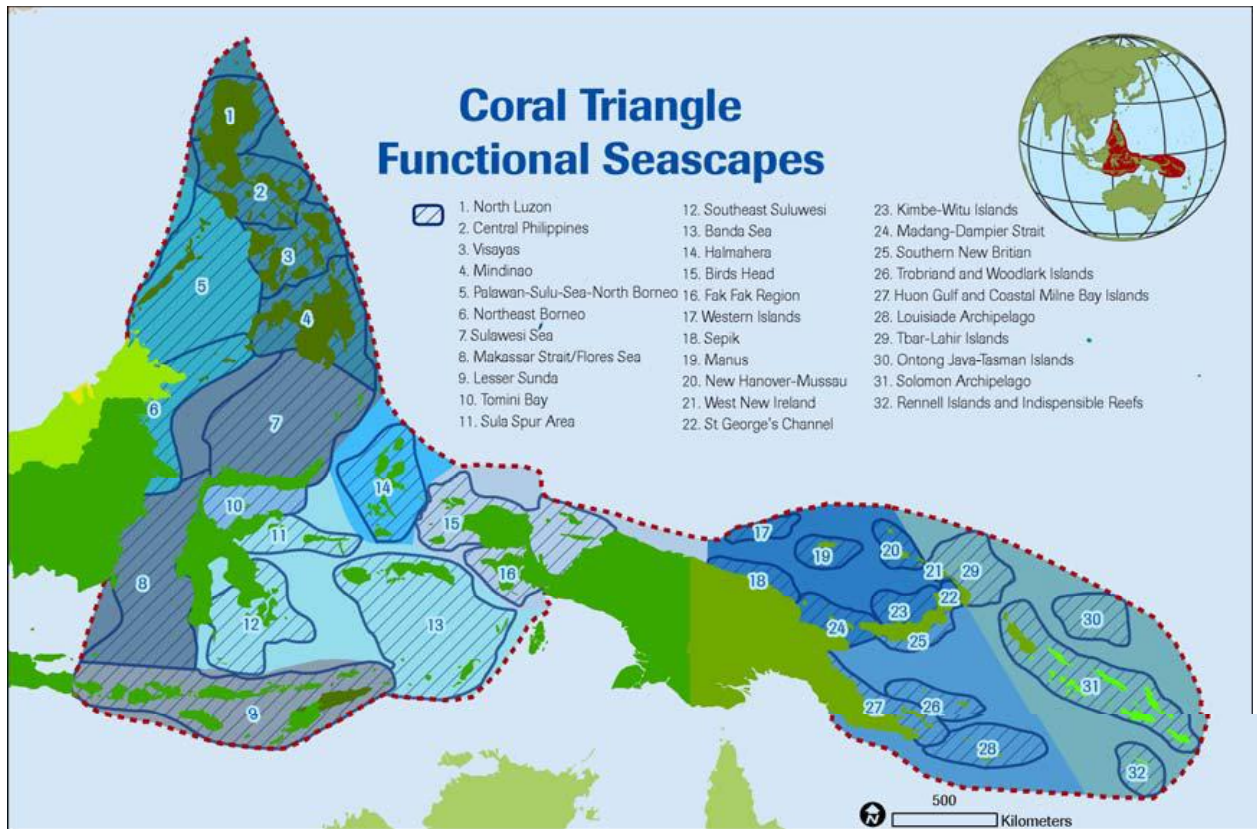 Coral Triangle
Functional Seascapes
1. North Luzon
2. Central Philippines
3. Visayas
4. Mindinao
5. Palawan-Sulu-Sea-North Borneo
6. Northeast Borneo
7. Sulawesi Sea
8. Makassar Strait/Flores Sea
9. Lesser Sunda
10. Tomini Bay
11. Sula Spur Area
12. Southeast Suluwesi
13. Banda Sea
14. Halmahera
15. Birds Head
16. Fak Fak Region
17. Western Islands
18. Sepik
19. Manus
20. New Hanover-Mussau
21. West New Ireland
22. St George's Channel
23. Kimbe-Witu Islands
24. Madang-Dampier Strait
25. Southern New Britian
26. Trobriand and Woodlark Islands
27. Huon Gulf and Coastal Milne Bay Islands
28. Louisiade Archipelago
29. Tbar-Lahir Islands
30. Ontong Java-Tasman Islands
31. Solomon Archipelago
32. Rennell Islands and Indispensible Reefs
1
2
3
4
5
6
7
8
9
10
11
12
13
14
15
16
17
18
19
20
21
22
23
24
25
26
27
28
29
30
31
32
N
500
Kilometers